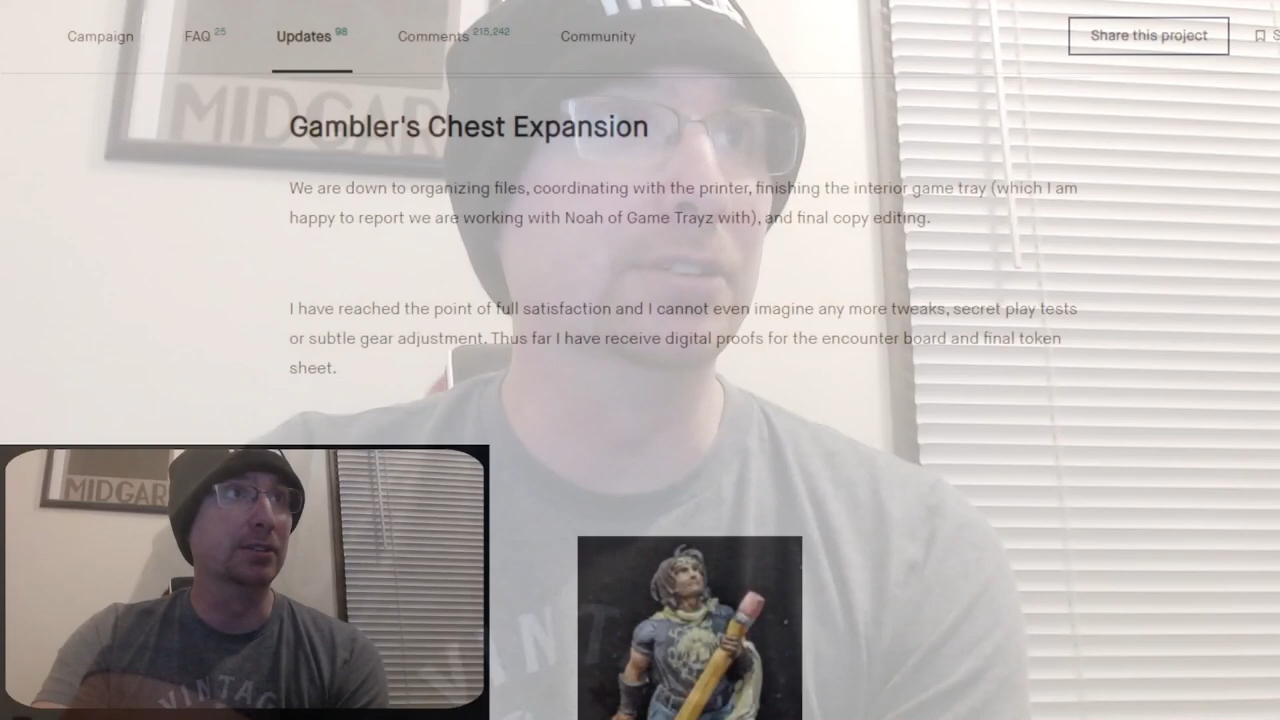 Campaign FAQ 25 Updates 98 Comments 215,242 Community Share this project S
MIDGAR
Gambler's Chest Expansion
We are down to organizing files, coordinating with the printer, finishing the interior game tray (which I am
happy to report we are working with Noah of Game Trayz with), and final copy editing.
I have reached the point of full satisfaction and I cannot even imagine any more tweaks, secret play tests
or subtle gear adjustment. Thus far I have receive digital proofs for the encounter board and final token
sheet.
MIDGAR
VINTAG
VINT